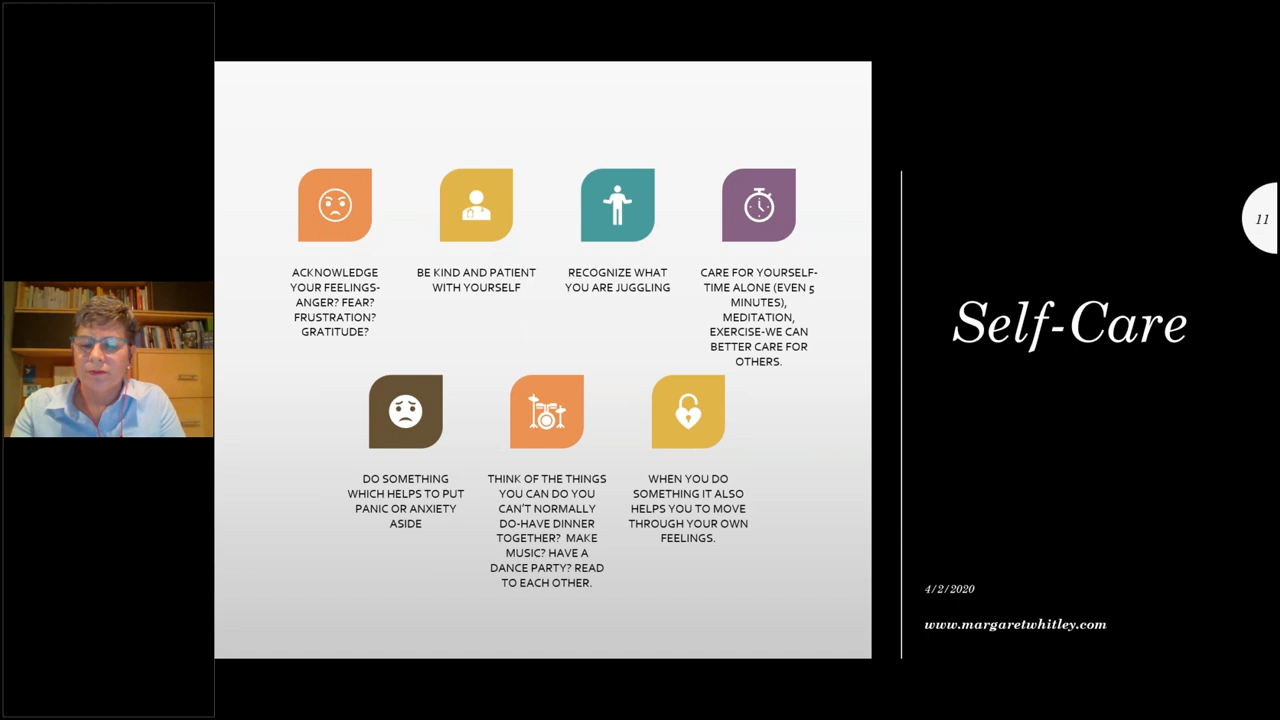 ACKNOWLEDGE
YOUR FEELINGS-
ANGER? FEAR?
FRUSTRATION?
GRATITUDE?
BE KIND AND PATIENT
WITH YOURSELF
RECOGNIZE WHAT
YOU ARE JUGGLING
CARE FOR YOURSELF-
TIME ALONE (EVEN 5
MINUTES),
MEDITATION,
EXERCISE-WE CAN
BETTER CARE FOR
OTHERS.
DO SOMETHING
WHICH HELPS TO PUT
PANIC OR ANXIETY
ASIDE
THINK OF THE THINGS
YOU CAN DO YOU
CAN'T NORMALLY
DO-HAVE DINNER
TOGETHER? MAKE
MUSIC? HAVE A
DANCE PARTY? READ
TO EACH OTHER.
WHEN YOU DO
SOMETHING IT ALSO
HELPS YOU TO MOVE
THROUGH YOUR OWN
FEELINGS.
11
Self-Care
4/2/2020
www.margaretwhitley.com